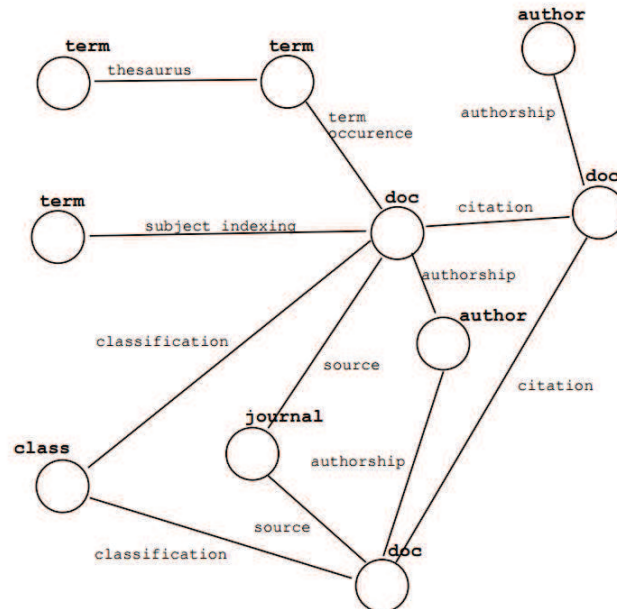 author
term
term
thesaurus
authorship
term
occurence
doc
term
doc
citation
subject indexing
authorship
author
classification
source
citation
journal
class
authorship
source
classification
doc